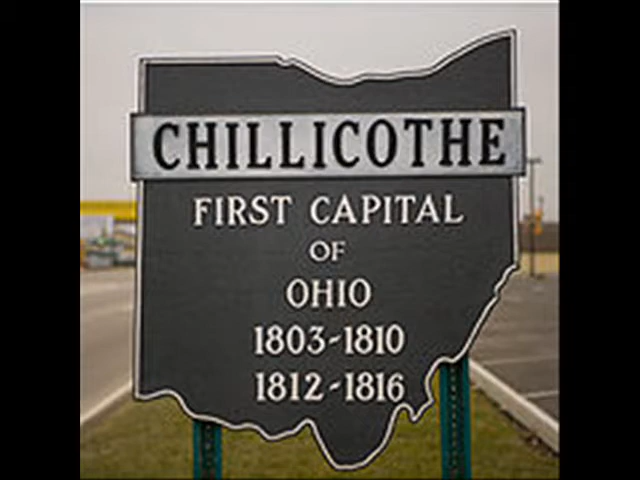 CHILLICOTHE
FIRST CAPITAL
OF
OHIO
1803-1810
1812-1816